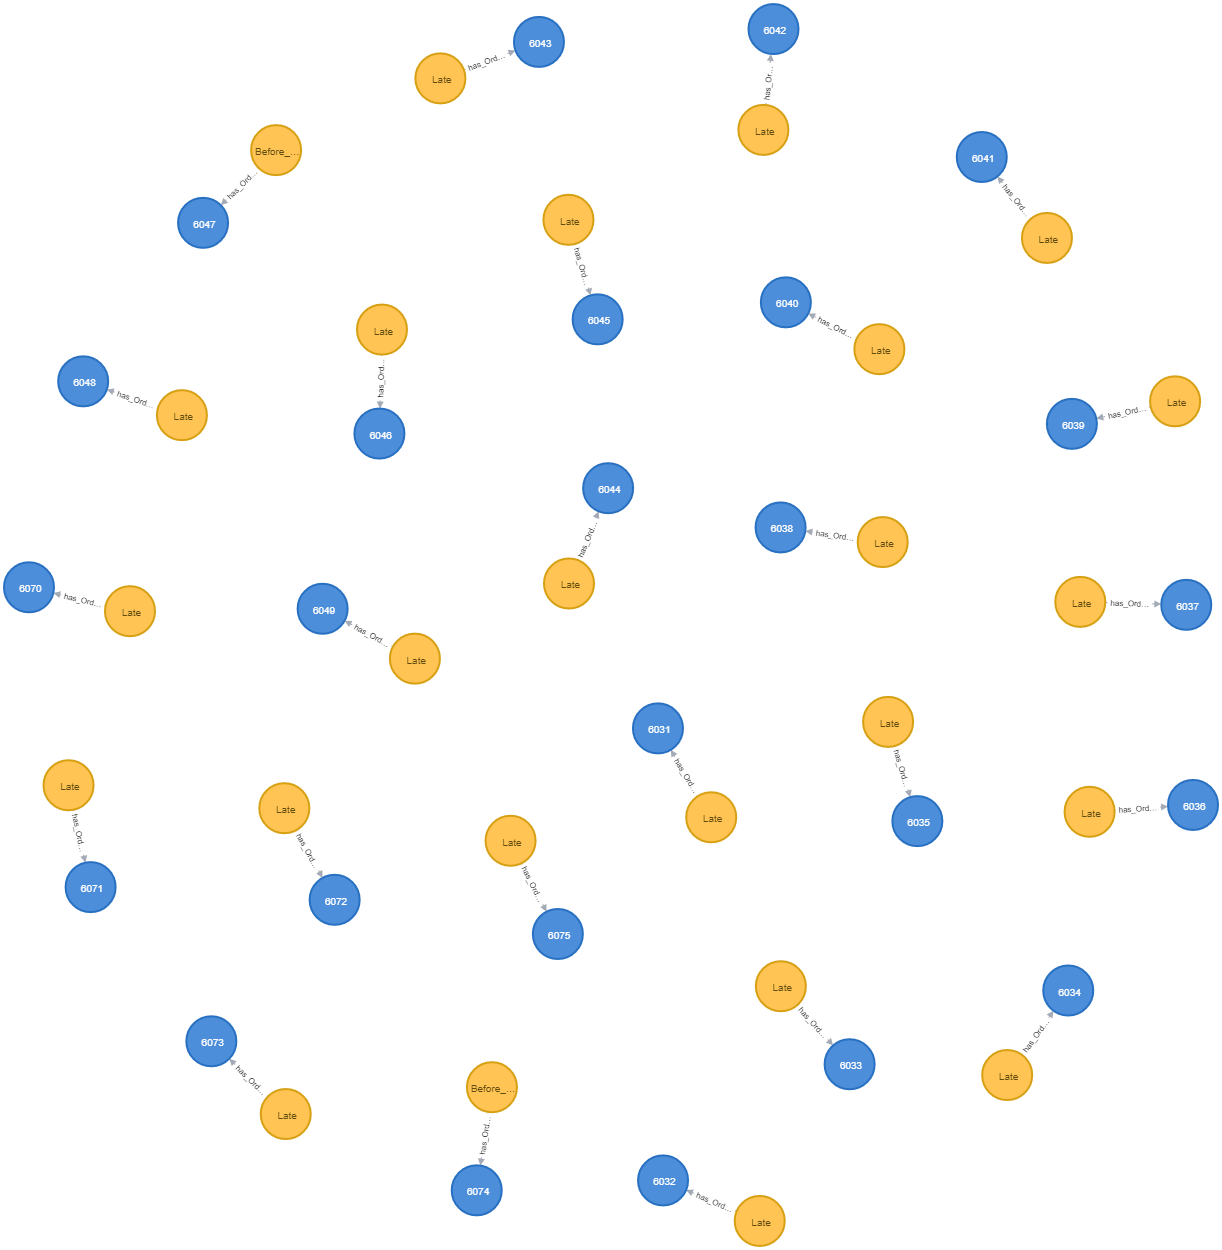 6043
has_Ord...
Late
6042
has_Or...
Late
Before_...
has_Ord...
6047
6041
has_Ord...
Late
Late
has_Ord...
6045
6040
has_Ord...
Late
Late
has_Ord...
6046
6048
has_Ord...
Late
Late
has_Ord...
6039
6044
has_Ord...
Late
6038
has_Ord...
Late
6070
has_Ord...
Late
6049
has_Ord...
Late
Late
has_Ord...
6037
6031
has_Ord...
Late
Late
has_Ord...
6035
Late
has_Ord...
6036
Late
has_Ord...
6071
Late
has_Ord...
6072
Late
has_Ord...
6075
Late
has_Ord...
6033
6034
has_Ord...
Late
6073
has_Ord...
Late
Before_...
has_Ord...
6074
6032
has_Ord...
Late